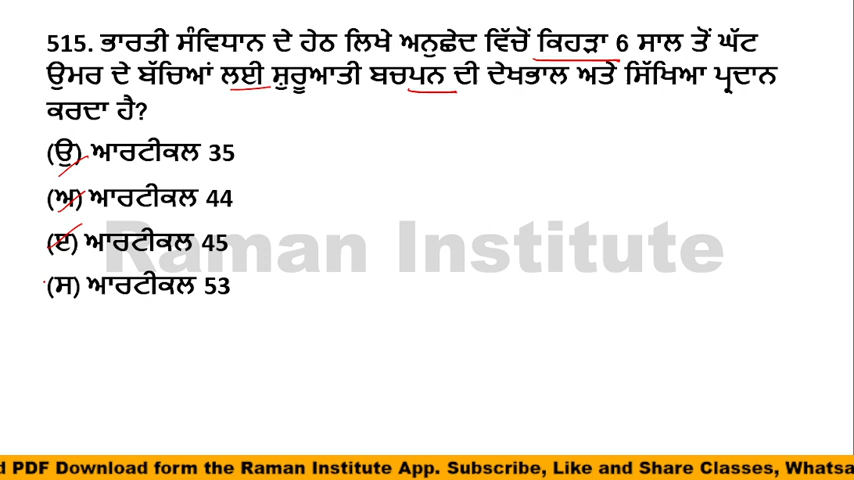 515. ਭਾਰਤੀ ਸੰਵਿਧਾਨ ਦੇ ਹੇਠ ਲਿਖੇ ਅਨੁਛੇਦ ਵਿੱਚੋਂ ਕਿਹੜਾ 6 ਸਾਲ ਤੋਂ ਘੱਟ
ਉਮਰ ਦੇ ਬੱਚਿਆਂ ਲਈ ਸ਼ੁਰੂਆਤੀ ਬਚਪਨ ਦੀ ਦੇਖਭਾਲ ਅਤੇ ਸਿੱਖਿਆ ਪ੍ਰਦਾਨ
ਕਰਦਾ ਹੈ?
(ਉ) ਆਰਟੀਕਲ 35
(ਅ) ਆਰਟੀਕਲ 44
(ੲ) ਆਰਟੀਕਲ 45
Raman Institute
(ਸ) ਆਰਟੀਕਲ 53
d PDF Download form the Raman Institute App. Subscribe, Like and Share Classes, Whatsa